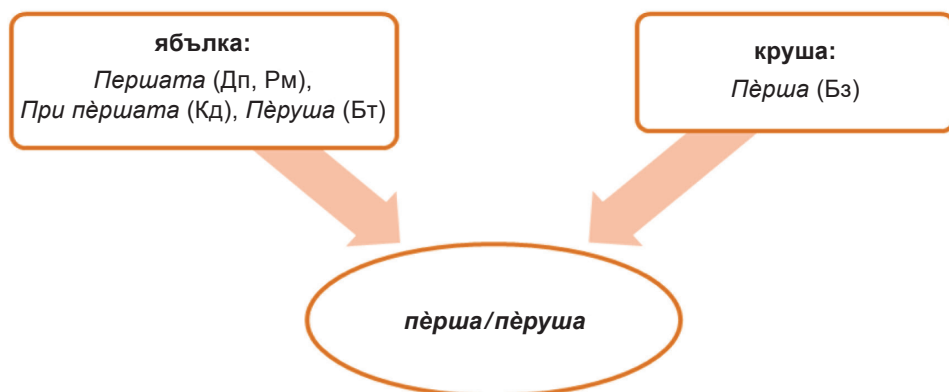 ябълка:
Першата (Дп, Рм),
При пѐршата (Кд), Пѐруша (Бт)
круша:
Пѐрша (Бз)
пѐрша/пѐруша